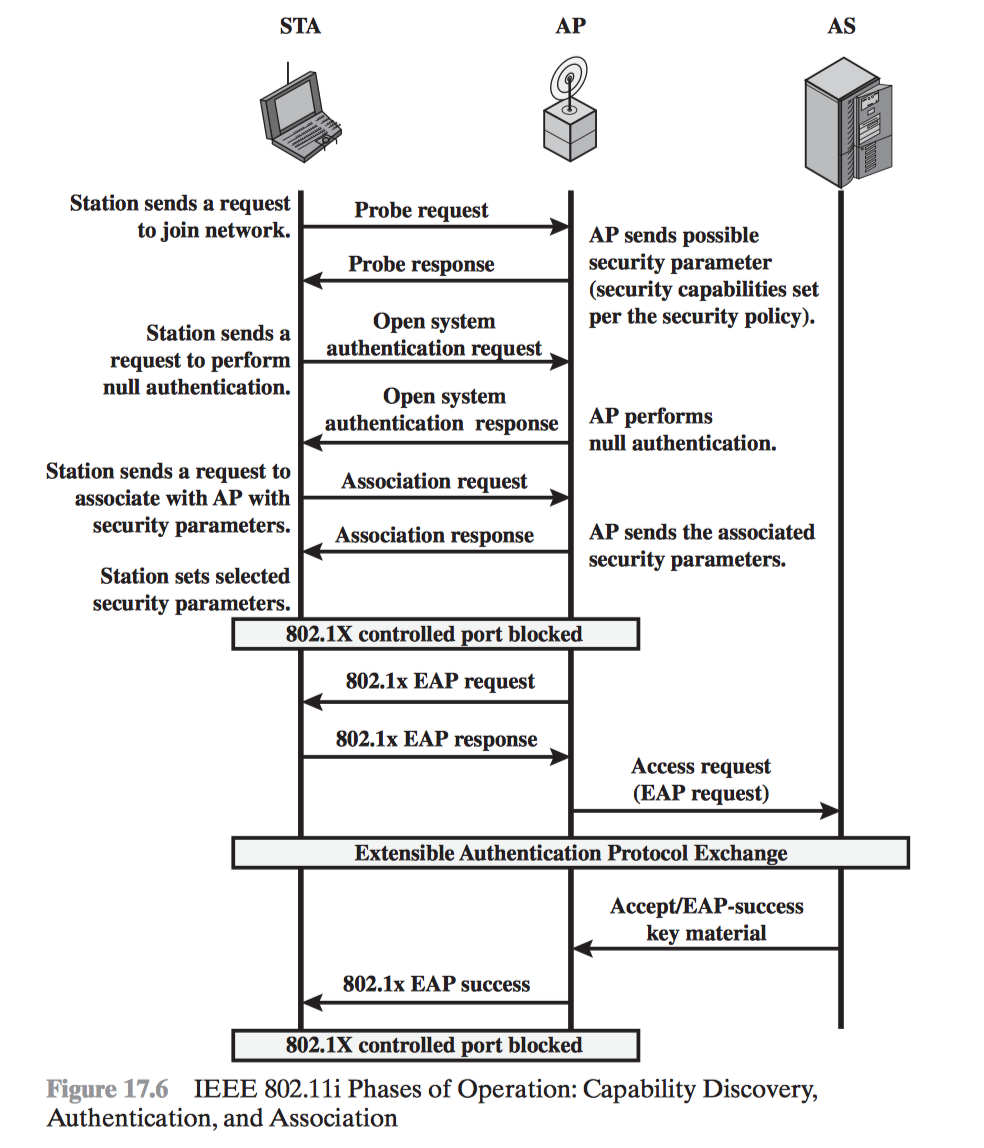 STA
AP
AS
Station sends a request
to join network.
Probe request
AP sends possible
security parameter
(security capabilities set
per the security policy).
Probe response
Station sends a
request to perform
null authentication.
Open system
authentication request
Open system
authentication response
AP performs
null authentication.
Station sends a request to
associate with AP with
security parameters.
Association request
Association response
AP sends the associated
security parameters.
Station sets selected
security parameters.
802.1X controlled port blocked
802.1x EAP request
802.1x EAP response
Access request
(EAP request)
Extensible Authentication Protocol Exchange
Accept/EAP-success
key material
802.1x EAP success
802.1X controlled port blocked
Figure 17.6 IEEE 802.11i Phases of Operation: Capability Discovery,
Authentication, and Association